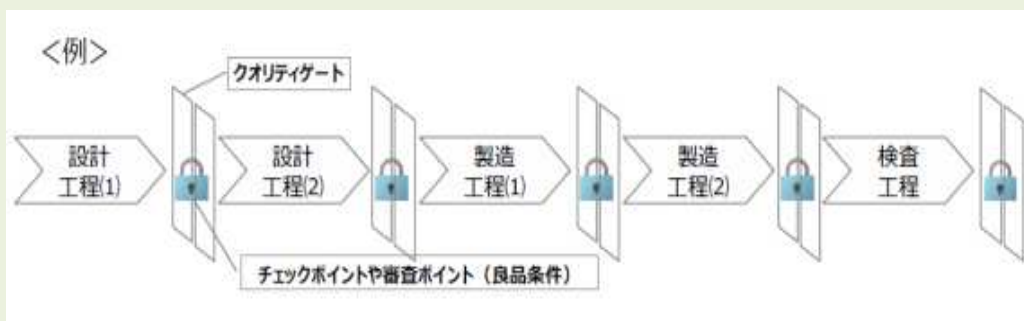 <例>
クオリティゲート
設計
工程(1)
設計
工程(2)
製造
工程(1)
製造
工程(2)
検査
工程
チェックポイントや審査ポイント（良品条件）